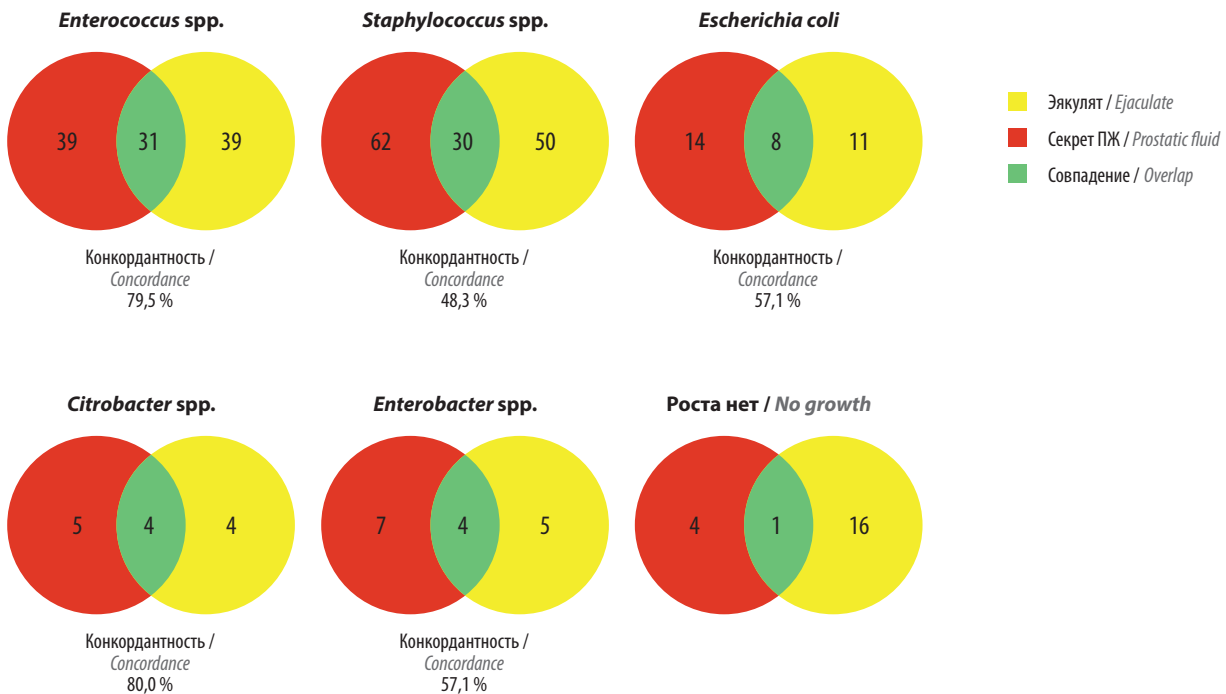 Enterococcus spp.
39
31
39
Конкордантность /
Concordance
79,5 %
Staphylococcus spp.
62
30
50
Конкордантность /
Concordance
48,3 %
Escherichia coli
14
8
11
Конкордантность /
Concordance
57,1 %
Эякулят / Ejaculate
Секрет ПЖ / Prostatic fluid
Совпадение / Overlap
Citrobacter spp.
5
4
4
Конкордантность /
Concordance
80,0 %
Enterobacter spp.
7
4
5
Конкордантность /
Concordance
57,1 %
Роста нет / No growth
4
1
16